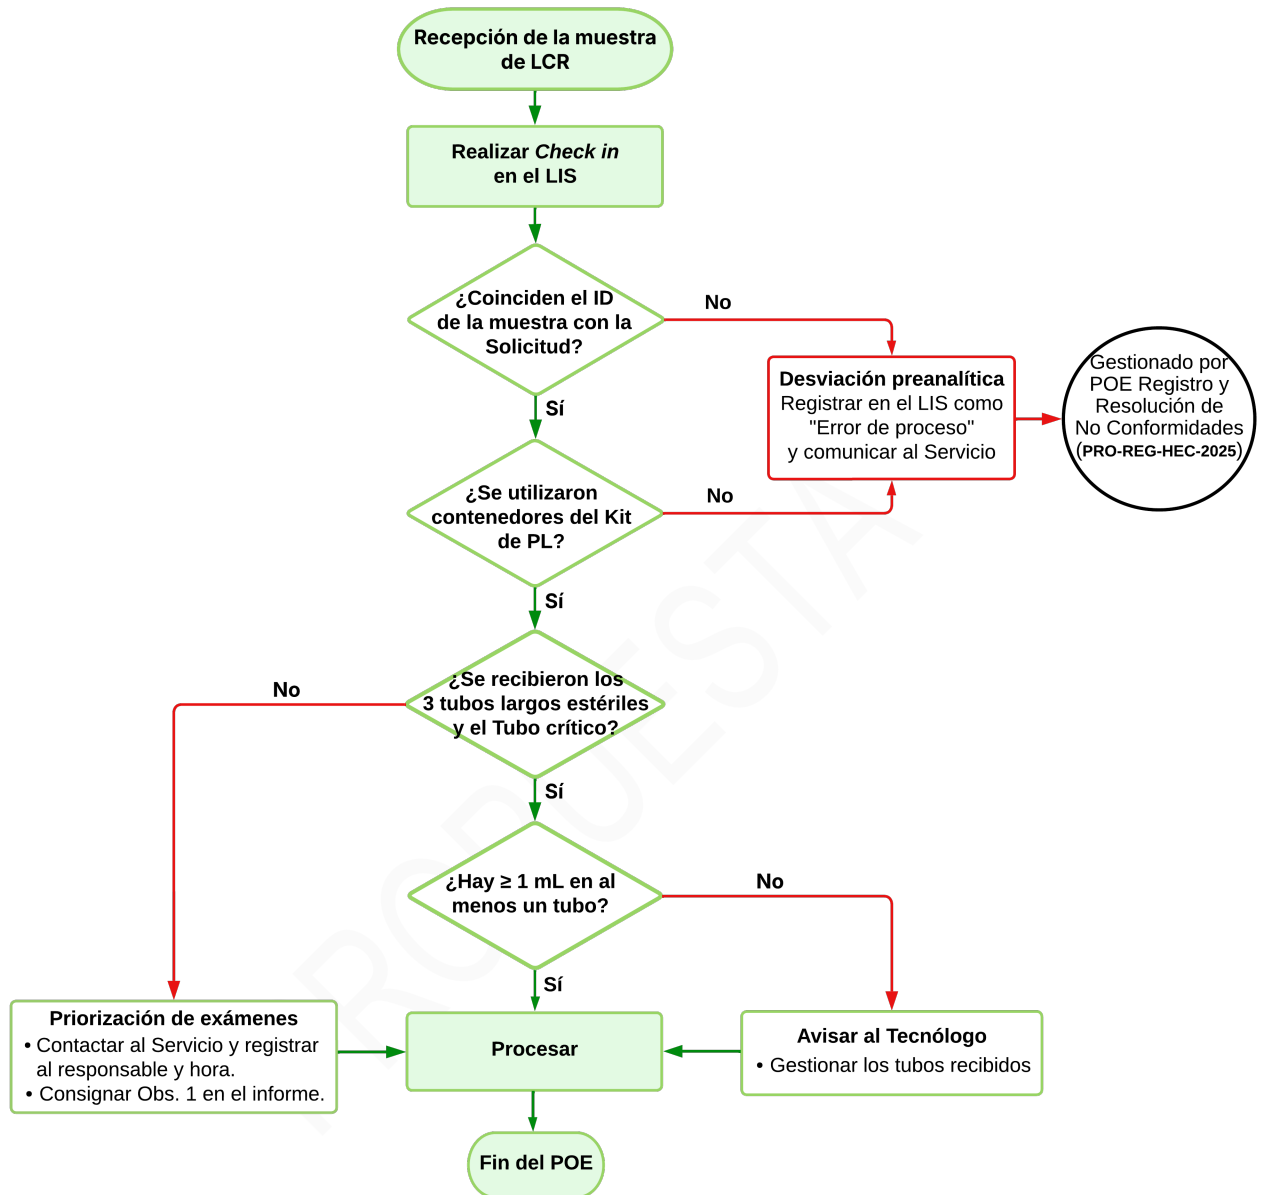 Recepción de la muestra
de LCR
Realizar Check in
en el LIS
¿Coinciden el ID
de la muestra con la
Solicitud?
No
Sí
Desviación preanalítica
Registrar en el LIS como
"Error de proceso"
y comunicar al Servicio
Gestionado por
POE Registro y
Resolución de
No Conformidades
(PRO-REG-HEC-2025)
¿Se utilizaron
contenedores del Kit
de PL?
No
Sí
¿Se recibieron los
3 tubos largos estériles
y el Tubo crítico?
No
Sí
¿Hay ≥ 1 mL en al
menos un tubo?
No
Sí
Priorización de exámenes
• Contactar al Servicio y registrar
al responsable y hora.
• Consignar Obs. 1 en el informe.
Procesar
Avisar al Tecnólogo
• Gestionar los tubos recibidos
Fin del POE
PROPUESTA